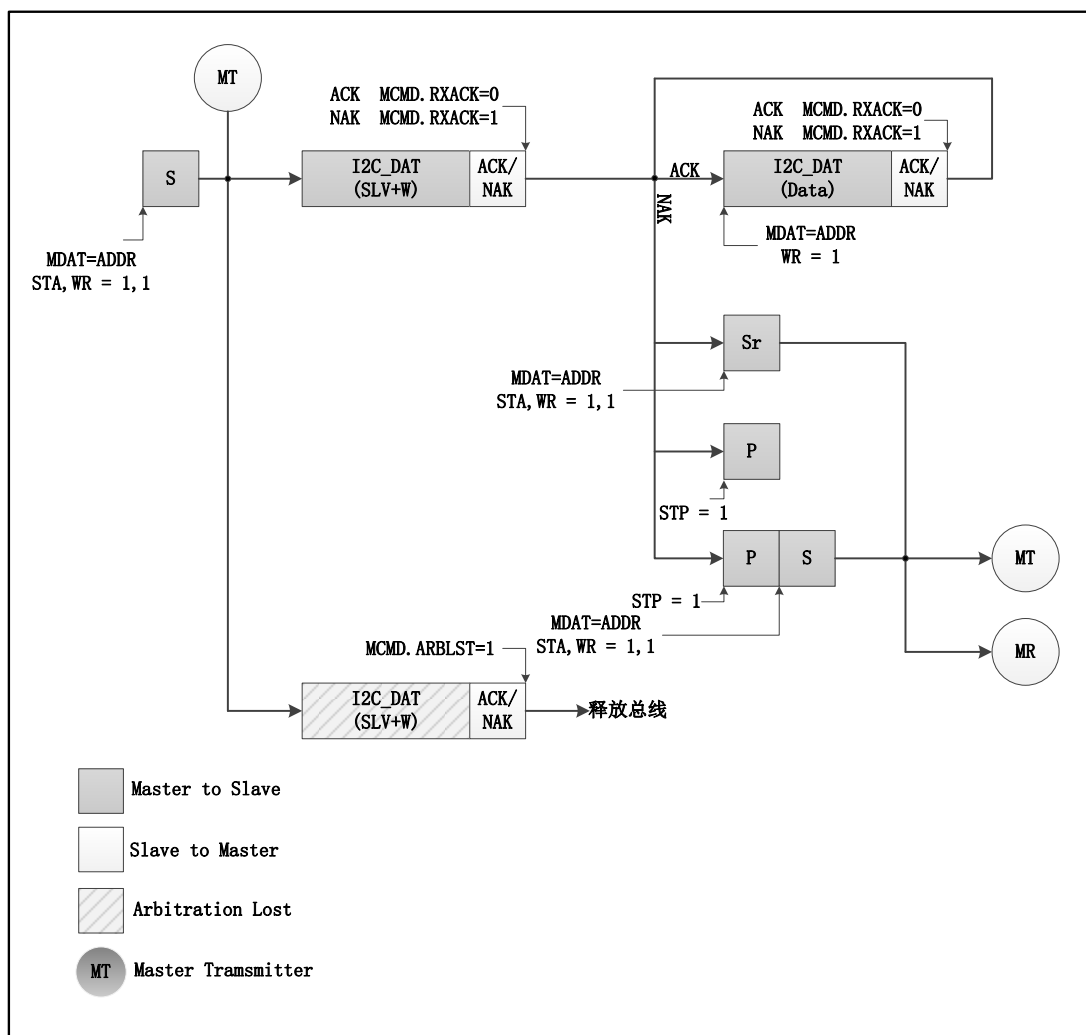 MT
ACK MCMD.RXACK=0
NAK MCMD.RXACK=1
ACK MCMD.RXACK=0
NAK MCMD.RXACK=1
S
I2C_DAT
(SLV+W)
ACK/
NAK
ACK
NAK
I2C_DAT
(Data)
ACK/
NAK
MDAT=ADDR
STA,WR = 1,1
MDAT=ADDR
WR = 1
Sr
MDAT=ADDR
STA,WR = 1,1
P
STP = 1
P
S
MT
STP = 1
MDAT=ADDR
STA,WR = 1,1
MR
MCMD.ARBLST=1
I2C_DAT
(SLV+W)
ACK/
NAK
释放总线
Master to Slave
Slave to Master
Arbitration Lost
MT
Master Tramsmitter